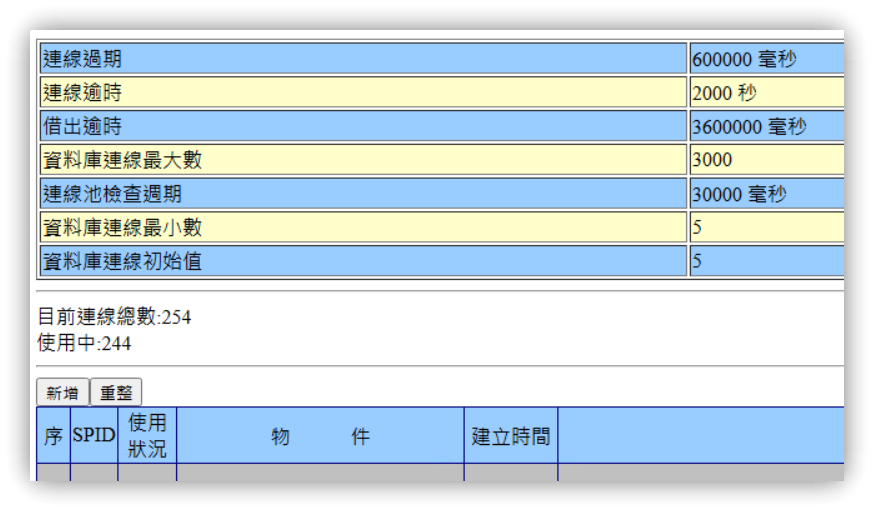 連線過期 600000 毫秒
連線逾時 2000 秒
借出逾時 3600000 毫秒
資料庫連線最大數 3000
連線池檢查週期 30000 毫秒
資料庫連線最小數 5
資料庫連線初始值 5
目前連線總數:254
使用中:244
新增 重整
序 SPID 使用狀況 物 件 建立時間